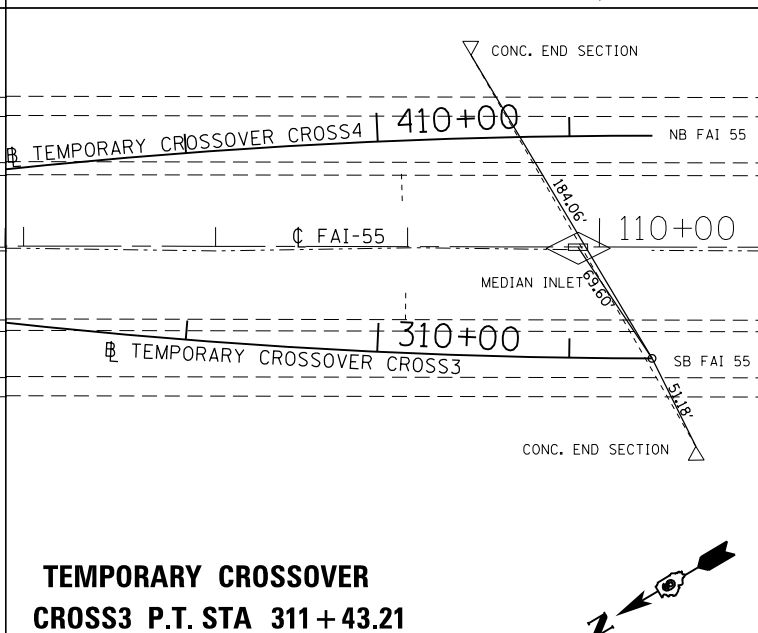 CONC. END SECTION
410+00
NB FAI 55
℄ TEMPORARY CROSSOVER CROSS4
184.06'
℄ FAI-55
110+00
MEDIAN INLET
69.60'
310+00
℄ TEMPORARY CROSSOVER CROSS3
SB FAI 55
51.18'
CONC. END SECTION
TEMPORARY CROSSOVER
CROSS3 P.T. STA 311+43.21
N